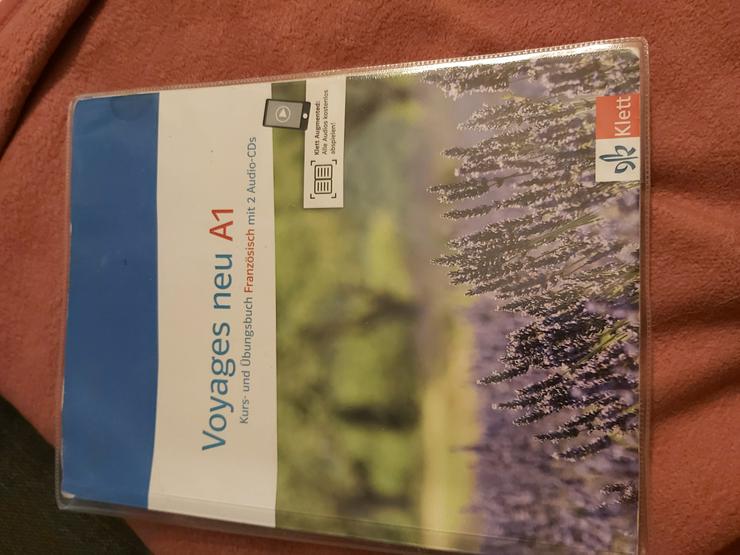 Voyages neu A1
Kurs- und Übungsbuch Französisch mit 2 Audio-CDs
Klett Augmented:
Alle Audios kostenlos
abspielen!
Klett